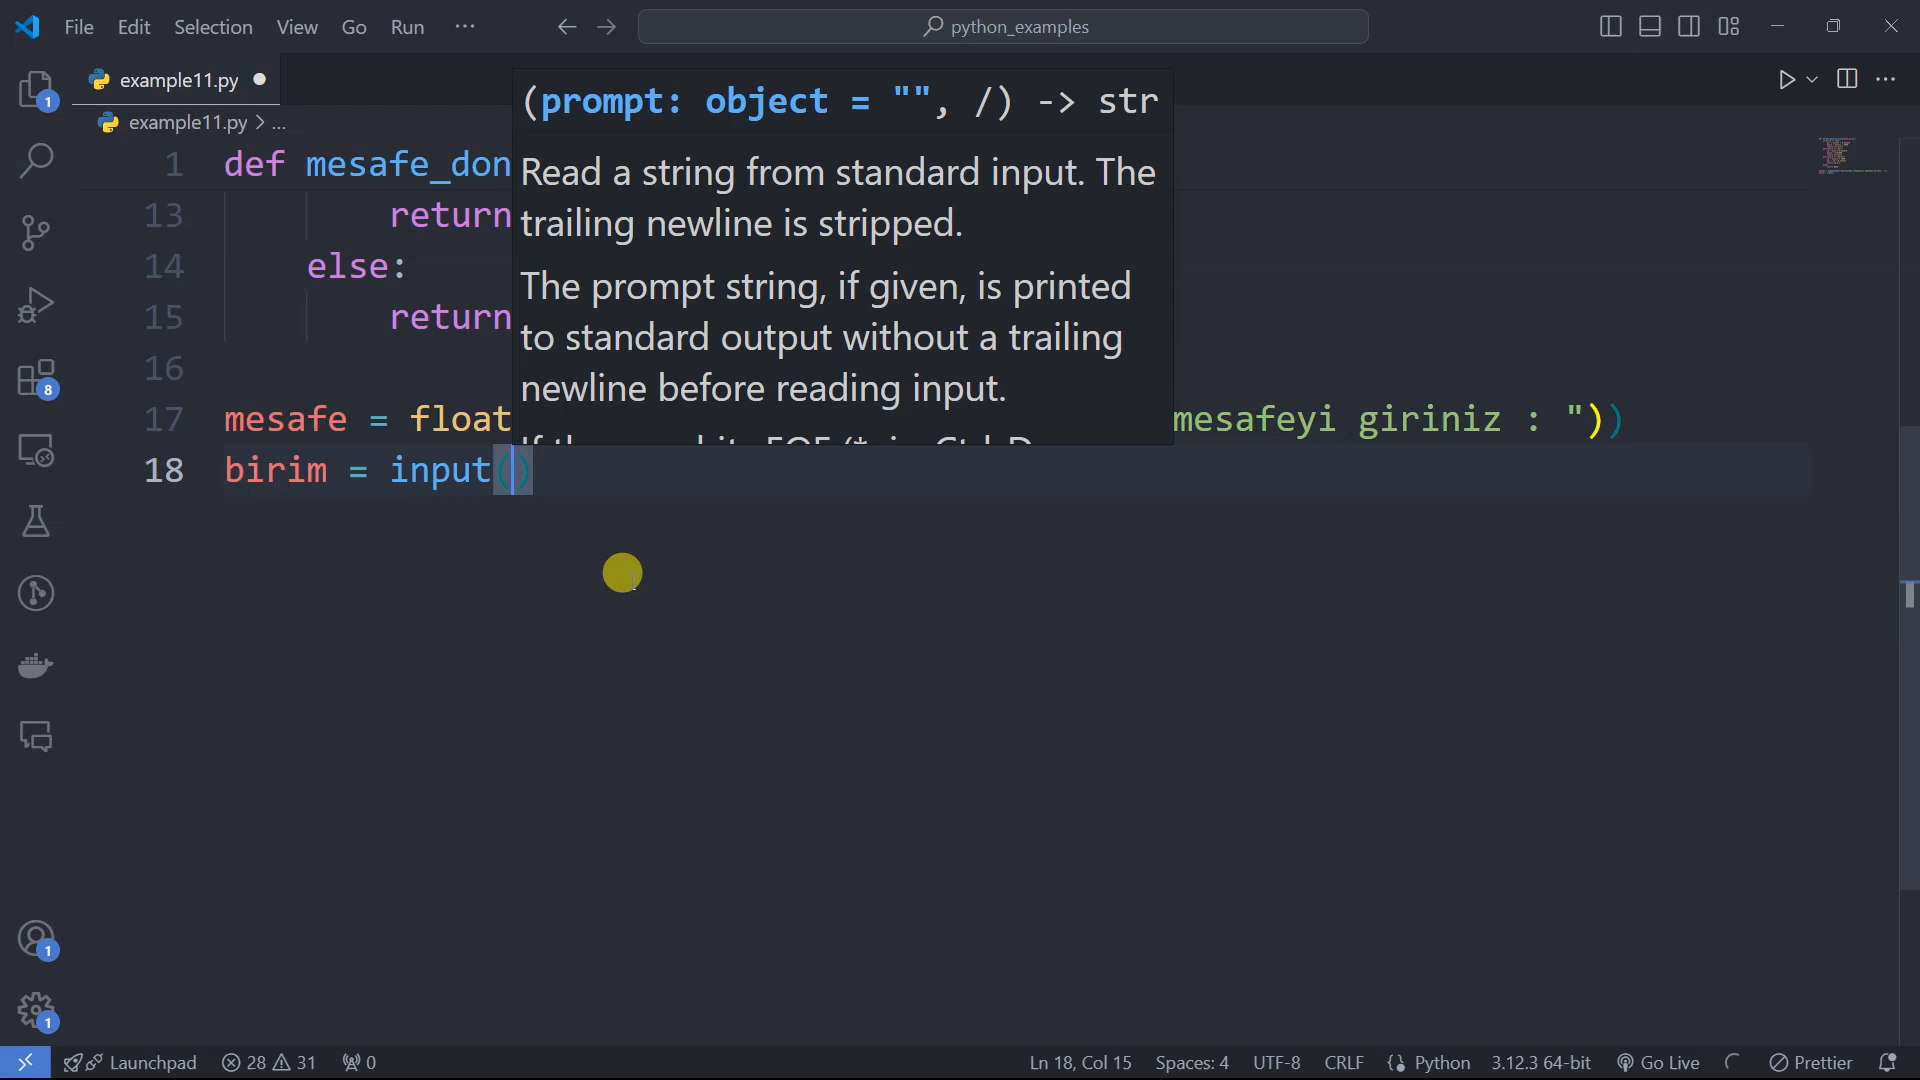 File Edit Selection View Go Run ··· python_examples
example11.py
example11.py > ...
(prompt: object = "", /) -> str
Read a string from standard input. The
trailing newline is stripped.
The prompt string, if given, is printed
to standard output without a trailing
newline before reading input.
1 def mesafe_don
13 return
14 else:
15 return
16
17 mesafe = float mesafeyi giriniz : "))
18 birim = input()
1
8
1
1
Launchpad 28 31 0 Ln 18, Col 15 Spaces: 4 UTF-8 CRLF {} Python 3.12.3 64-bit Go Live Prettier